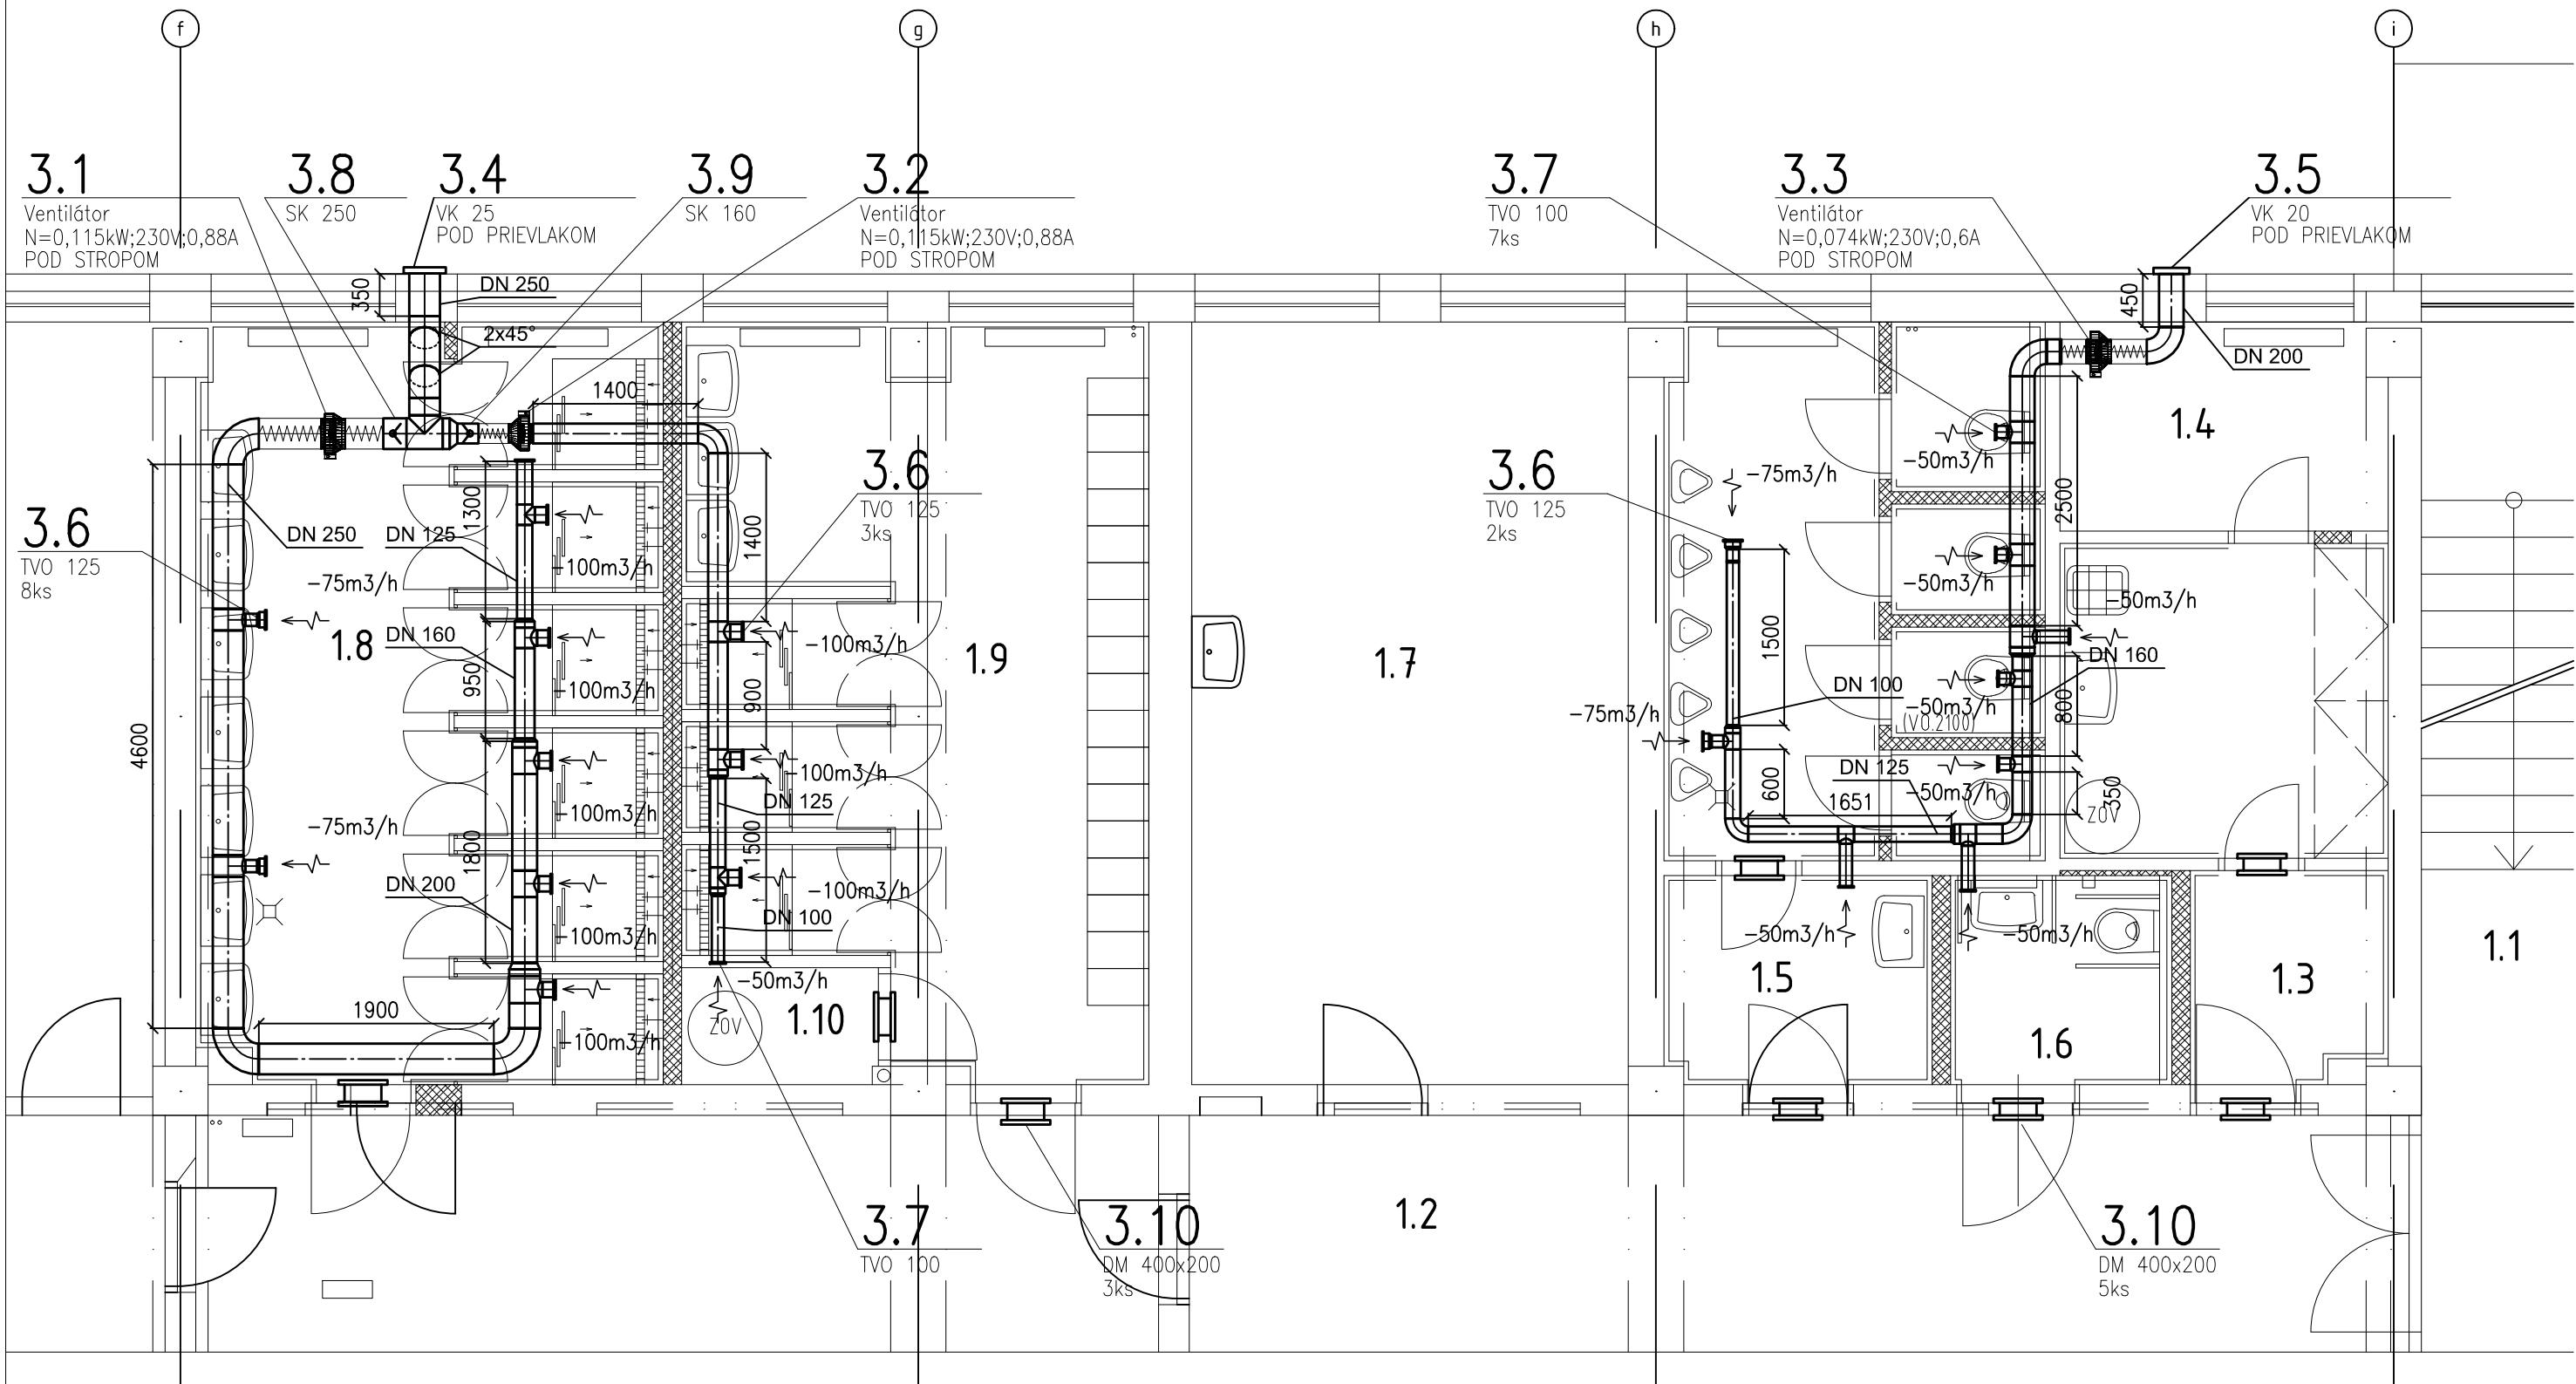 f
g
h
i
3.1
Ventilátor
N=0,115kW;230V;0,88A
POD STROPOM
3.8
SK 250
3.4
VK 25
POD PRIEVLAKOM
3.9
SK 160
3.2
Ventilátor
N=0,115kW;230V;0,88A
POD STROPOM
3.7
TVO 100
7ks
3.3
Ventilátor
N=0,074kW;230V;0,6A
POD STROPOM
3.5
VK 20
POD PRIEVLAKOM
350
DN 250
2x45°
450
DN 200
1400
1.4
3.6
TVO 125
8ks
DN 250
DN 125
1300
-100m3/h
-75m3/h
DN 160
1.8
950
-100m3/h
4600
-100m3/h
-75m3/h
1800
DN 200
-100m3/h
1900
-100m3/h
3.6
TVO 125
3ks
1400
-100m3/h
900
-100m3/h
DN 125
1500
-100m3/h
DN 100
-50m3/h
1.10
ZOV
1.9
1.7
3.6
TVO 125
2ks
-75m3/h
-50m3/h
2500
-50m3/h
-50m3/h
1500
DN 160
DN 100
-50m3/h
(VO.2100)
800
-75m3/h
600
DN 125
-50m3/h
350
1651
ZOV
-50m3/h
-50m3/h
1.5
1.6
1.3
1.1
3.7
TVO 100
3.10
DM 400x200
3ks
1.2
3.10
DM 400x200
5ks